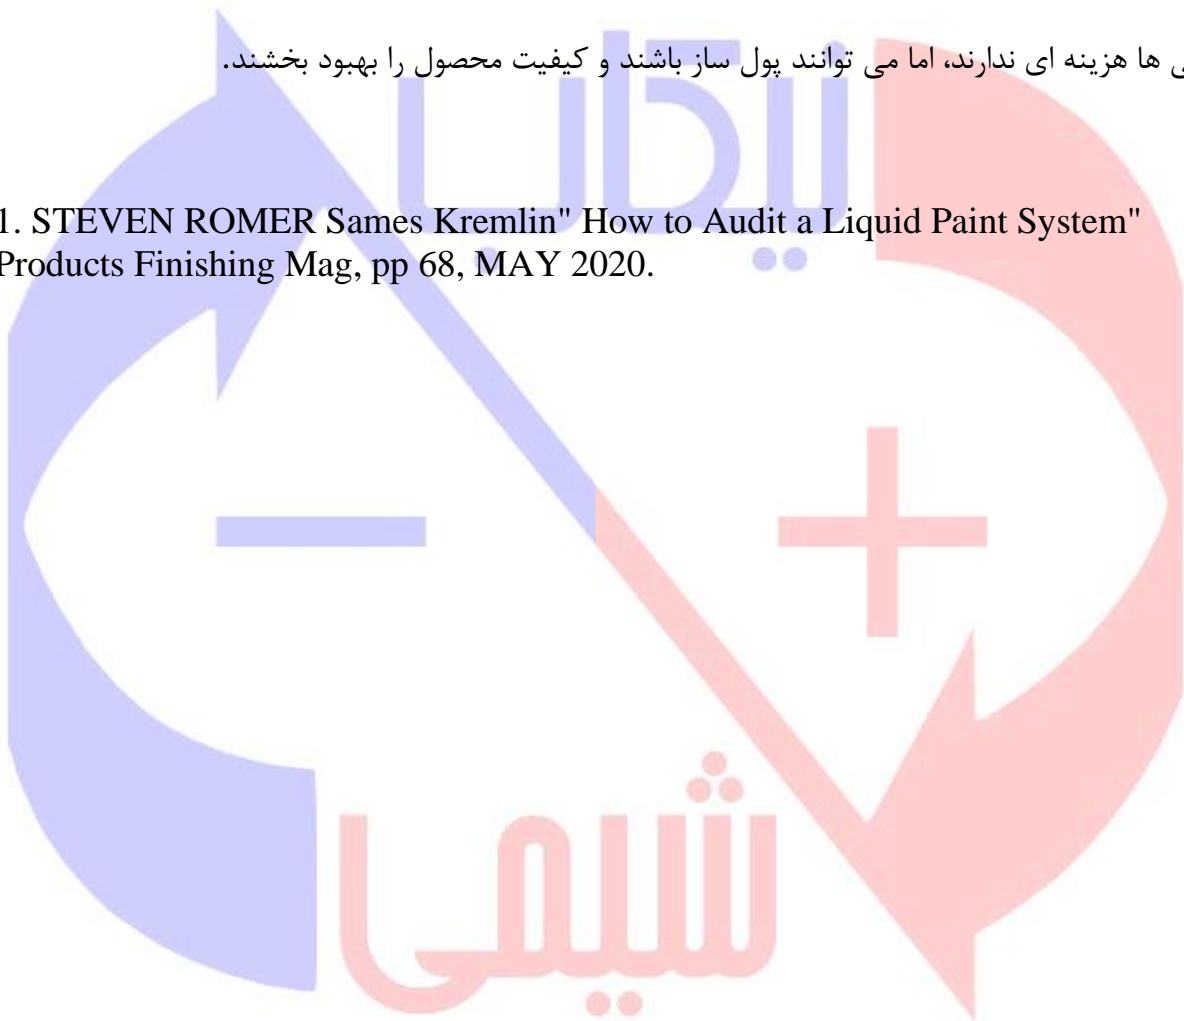 ها هزینه ای ندارند، اما می توانند پول ساز باشند و کیفیت محصول را بهبود بخشند.
نیکاب
1. STEVEN ROMER Sames Kremlin" How to Audit a Liquid Paint System"
Products Finishing Mag, pp 68, MAY 2020.
شیمی